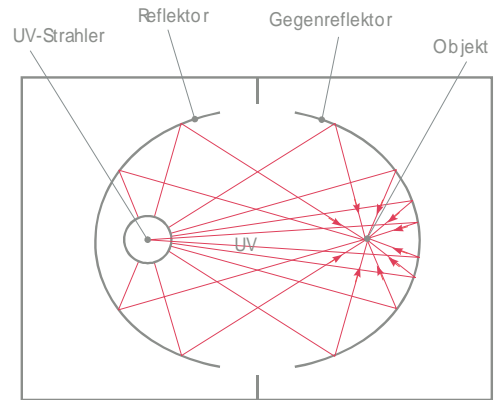 Reflektor
Gegenreflektor
UV-Strahler
Objekt
UV